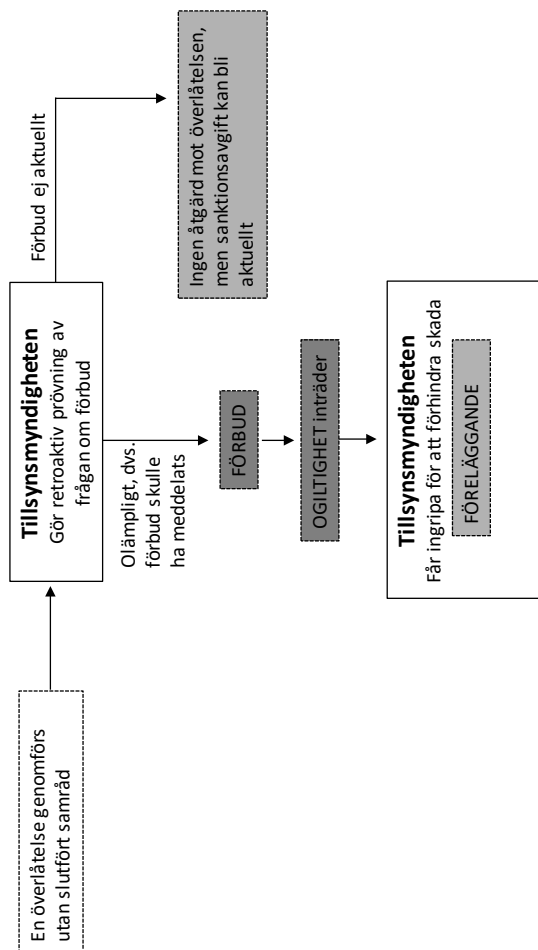 En överlåtelse genomförs
utan slutfört samråd
Tillsynsmyndigheten
Gör retroaktiv prövning av
frågan om förbud
Förbud ej aktuellt
Ingen åtgärd mot överlåtelsen,
men sanktionsavgift kan bli
aktuellt
Olämpligt, dvs.
förbud skulle
ha meddelats
FÖRBUD
OGILTIGHET inträder
Tillsynsmyndigheten
Får ingripa för att förhindra skada
FÖRELÄGGANDE